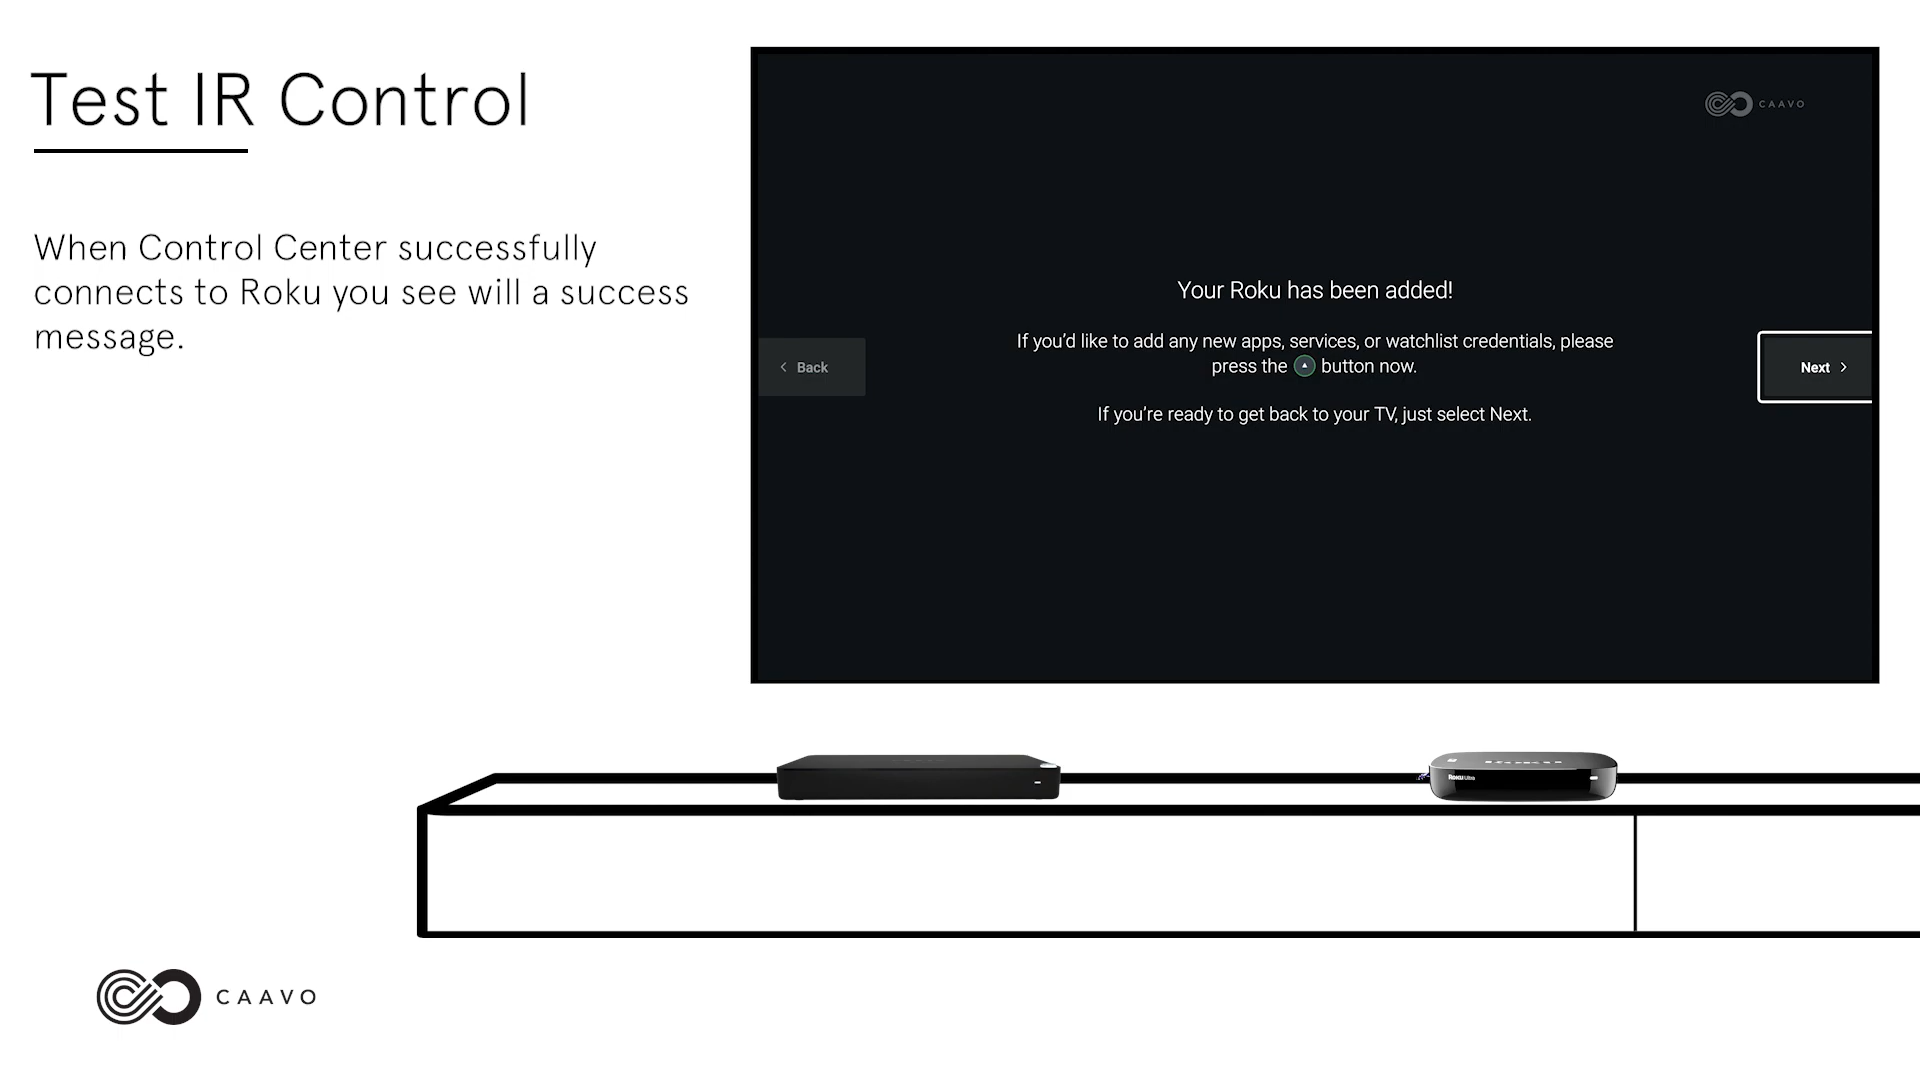 Test IR Control
When Control Center successfully
connects to Roku you see will a success
message.
CAAVO
Your Roku has been added!
If you’d like to add any new apps, services, or watchlist credentials, please
press the button now.
Back
Next
If you’re ready to get back to your TV, just select Next.
Roku Ultra
CAAVO